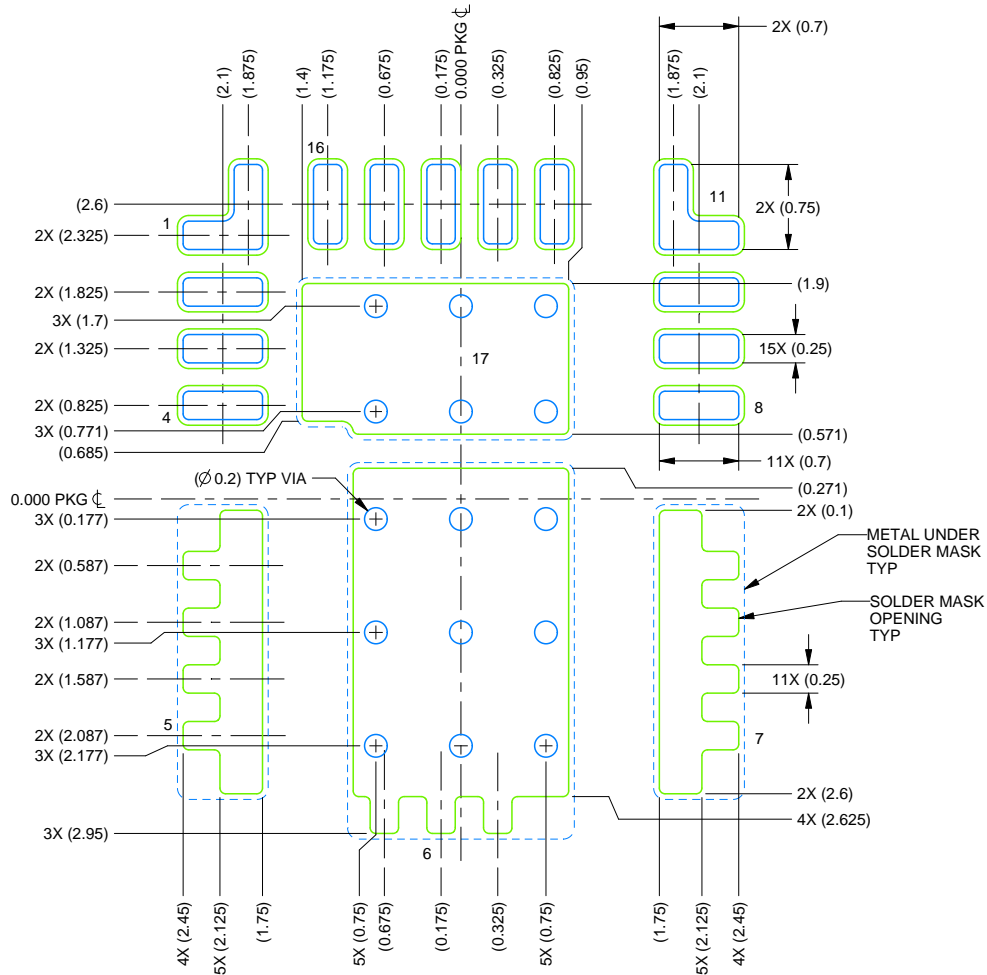 0.000 PKG ℄
2X (0.7)
(2.1)
(1.875)
(1.4)
(1.175)
(0.675)
(0.175)
(0.325)
(0.825)
(0.95)
(1.875)
(2.1)
16
11
(2.6)
2X (0.75)
1
2X (2.325)
2X (1.825)
(1.9)
3X (1.7)
2X (1.325)
17
15X (0.25)
2X (0.825)
4
8
3X (0.771)
(0.685)
(0.571)
11X (0.7)
(Ø 0.2) TYP VIA
(0.271)
0.000 PKG ℄
3X (0.177)
2X (0.1)
METAL UNDER
SOLDER MASK
TYP
2X (0.587)
SOLDER MASK
OPENING
TYP
2X (1.087)
3X (1.177)
2X (1.587)
11X (0.25)
5
2X (2.087)
7
3X (2.177)
2X (2.6)
4X (2.625)
3X (2.95)
6
4X (2.45)
5X (2.125)
(1.75)
5X (0.75)
(0.675)
(0.175)
(0.325)
5X (0.75)
(1.75)
5X (2.125)
4X (2.45)